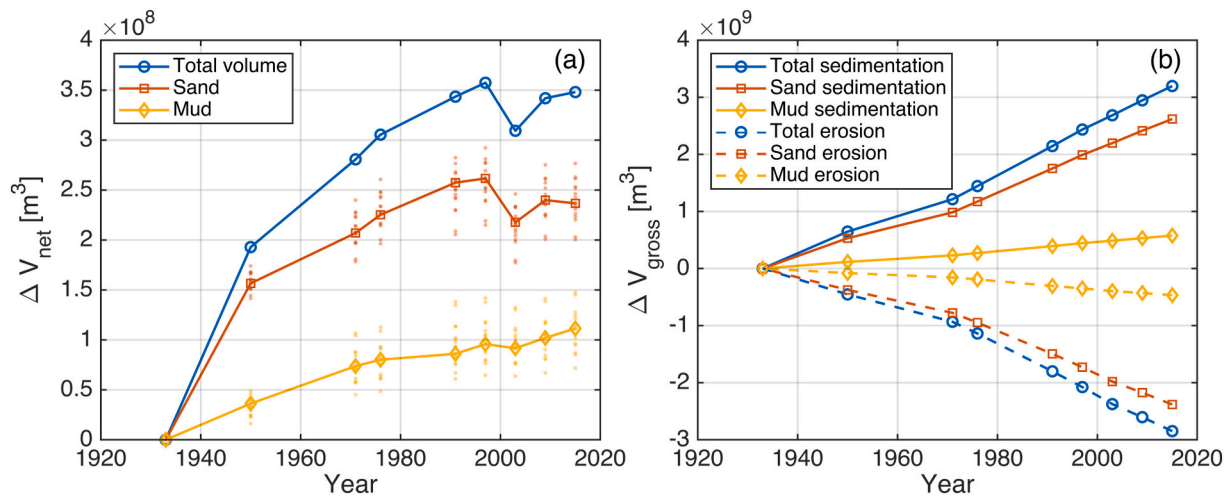 × 10⁸
(a)
Total volume
Sand
Mud
4
3.5
3
2.5
2
1.5
1
0.5
0
Δ V_net [m³]
1920
1940
1960
1980
2000
2020
Year
× 10⁹
(b)
Total sedimentation
Sand sedimentation
Mud sedimentation
Total erosion
Sand erosion
Mud erosion
4
3
2
1
0
-1
-2
-3
Δ V_gross [m³]
1920
1940
1960
1980
2000
2020
Year